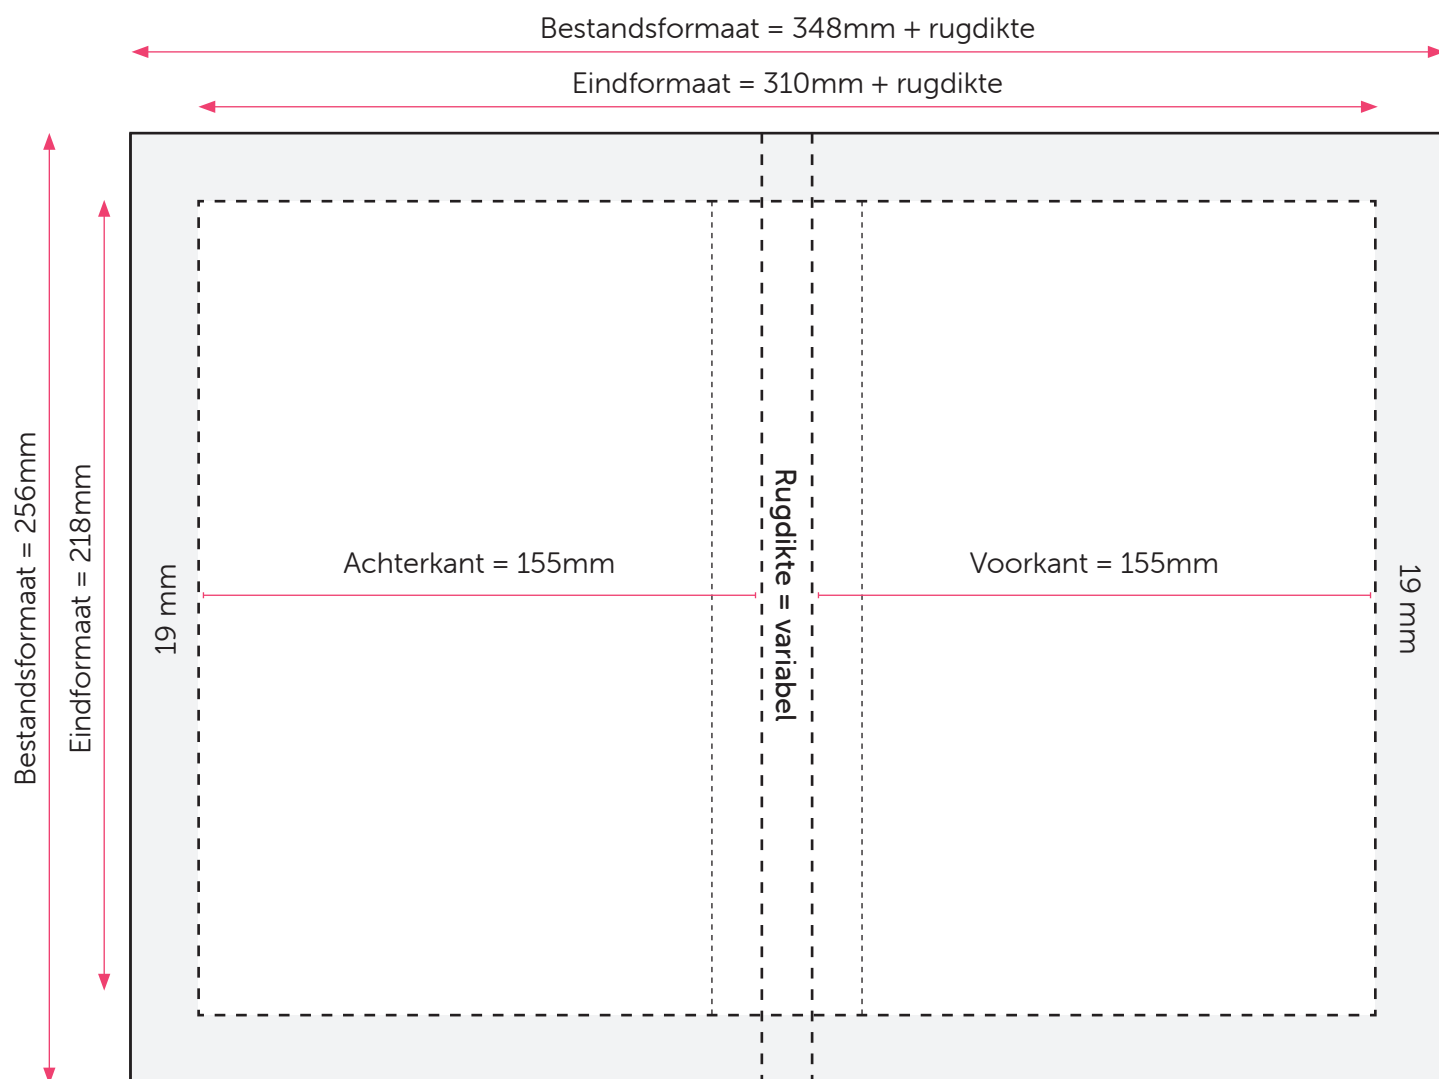 Bestandsformaat = 348mm + rugdikte
Eindformaat = 310mm + rugdikte
Bestandsformaat = 256mm
Eindformaat = 218mm
19 mm
Achterkant = 155mm
Rugdikte = variabel
Voorkant = 155mm
19 mm